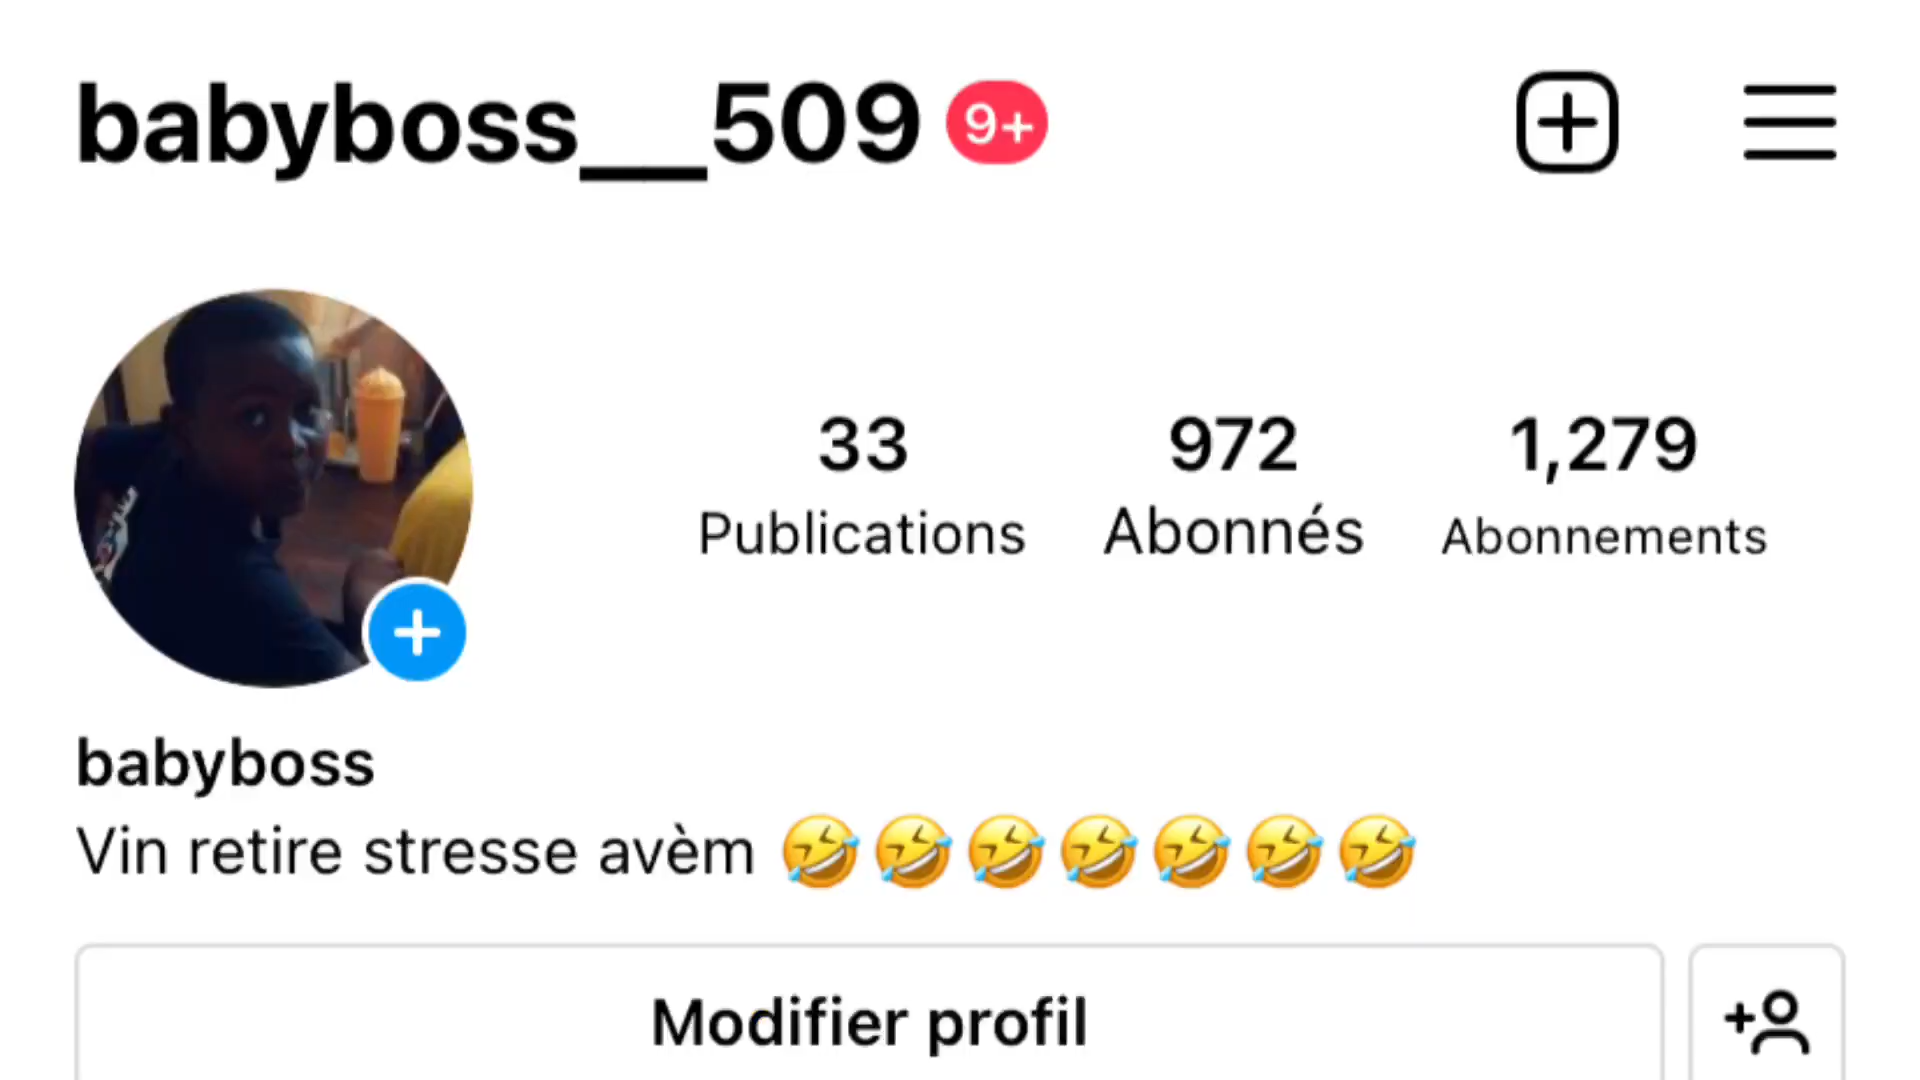 babyboss__509 9+
33 972 1,279
Publications Abonnés Abonnements
babyboss
Vin retire stresse avèm 🤣🤣🤣🤣🤣🤣🤣
Modifier profil